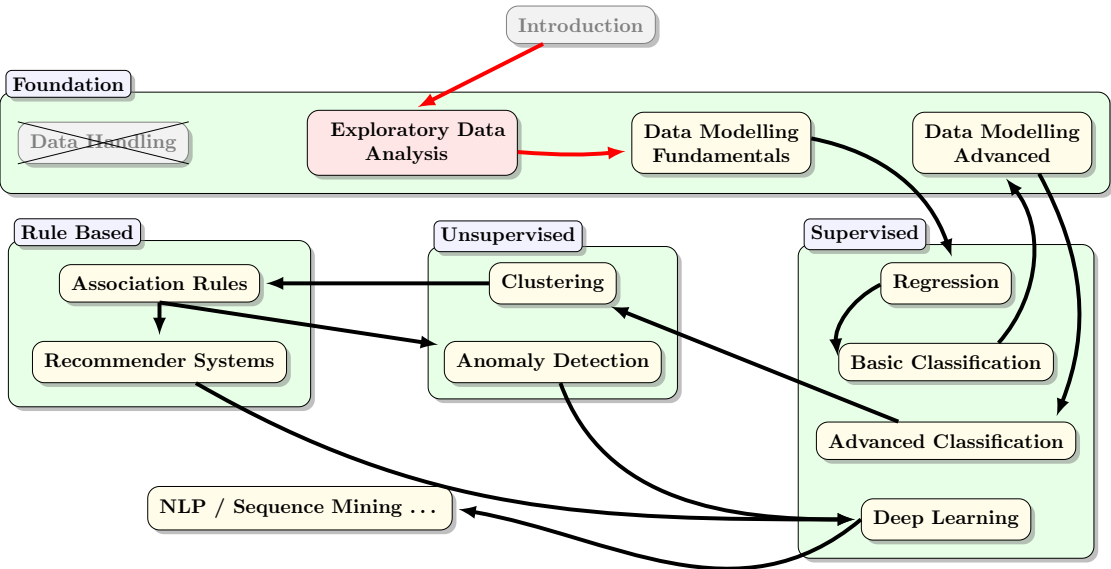 Introduction
Foundation
Data Handling
Exploratory Data
Analysis
Data Modelling
Fundamentals
Data Modelling
Advanced
Rule Based
Association Rules
Recommender Systems
Unsupervised
Clustering
Anomaly Detection
Supervised
Regression
Basic Classification
Advanced Classification
Deep Learning
NLP / Sequence Mining ...